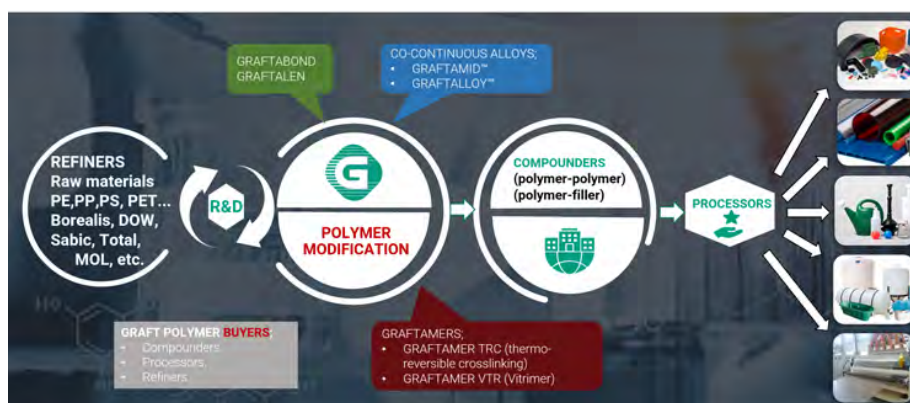 GRAFTABOND
GRAFTALEN
CO-CONTINUOUS ALLOYS;
• GRAFTAMID™
• GRAFTALLOY™
REFINERS
Raw materials
PE,PP,PS, PET...
Borealis, DOW,
Sabic, Total,
MOL, etc.
R&D
G
POLYMER
MODIFICATION
COMPOUNDERS
(polymer-polymer)
(polymer-filler)
PROCESSORS
GRAFT POLYMER BUYERS;
+ Compounders
+ Processors
+ Refiners
GRAFTAMERS;
• GRAFTAMER TRC (thermo-
reversible crosslinking)
• GRAFTAMER VTR (Vitrimer)
HO